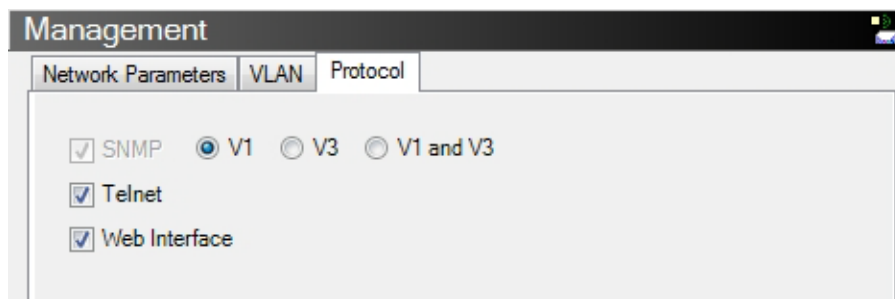 Management
Network Parameters VLAN Protocol
SNMP V1 V3 V1 and V3
Telnet
Web Interface